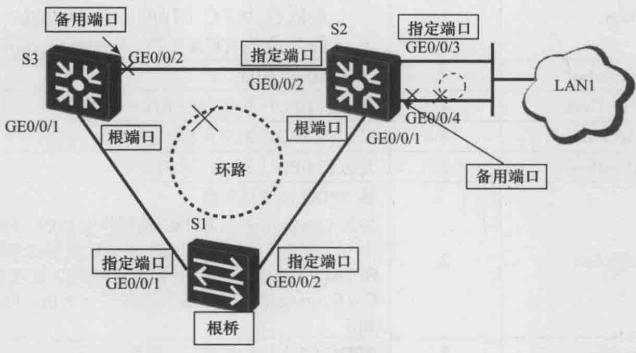 备用端口
S3
GE0/0/2
指定端口
GE0/0/2
S2
指定端口
GE0/0/3
LAN1
GE0/0/4
GE0/0/1
备用端口
GE0/0/1
根端口
根端口
环路
S1
指定端口
GE0/0/1
指定端口
GE0/0/2
根桥